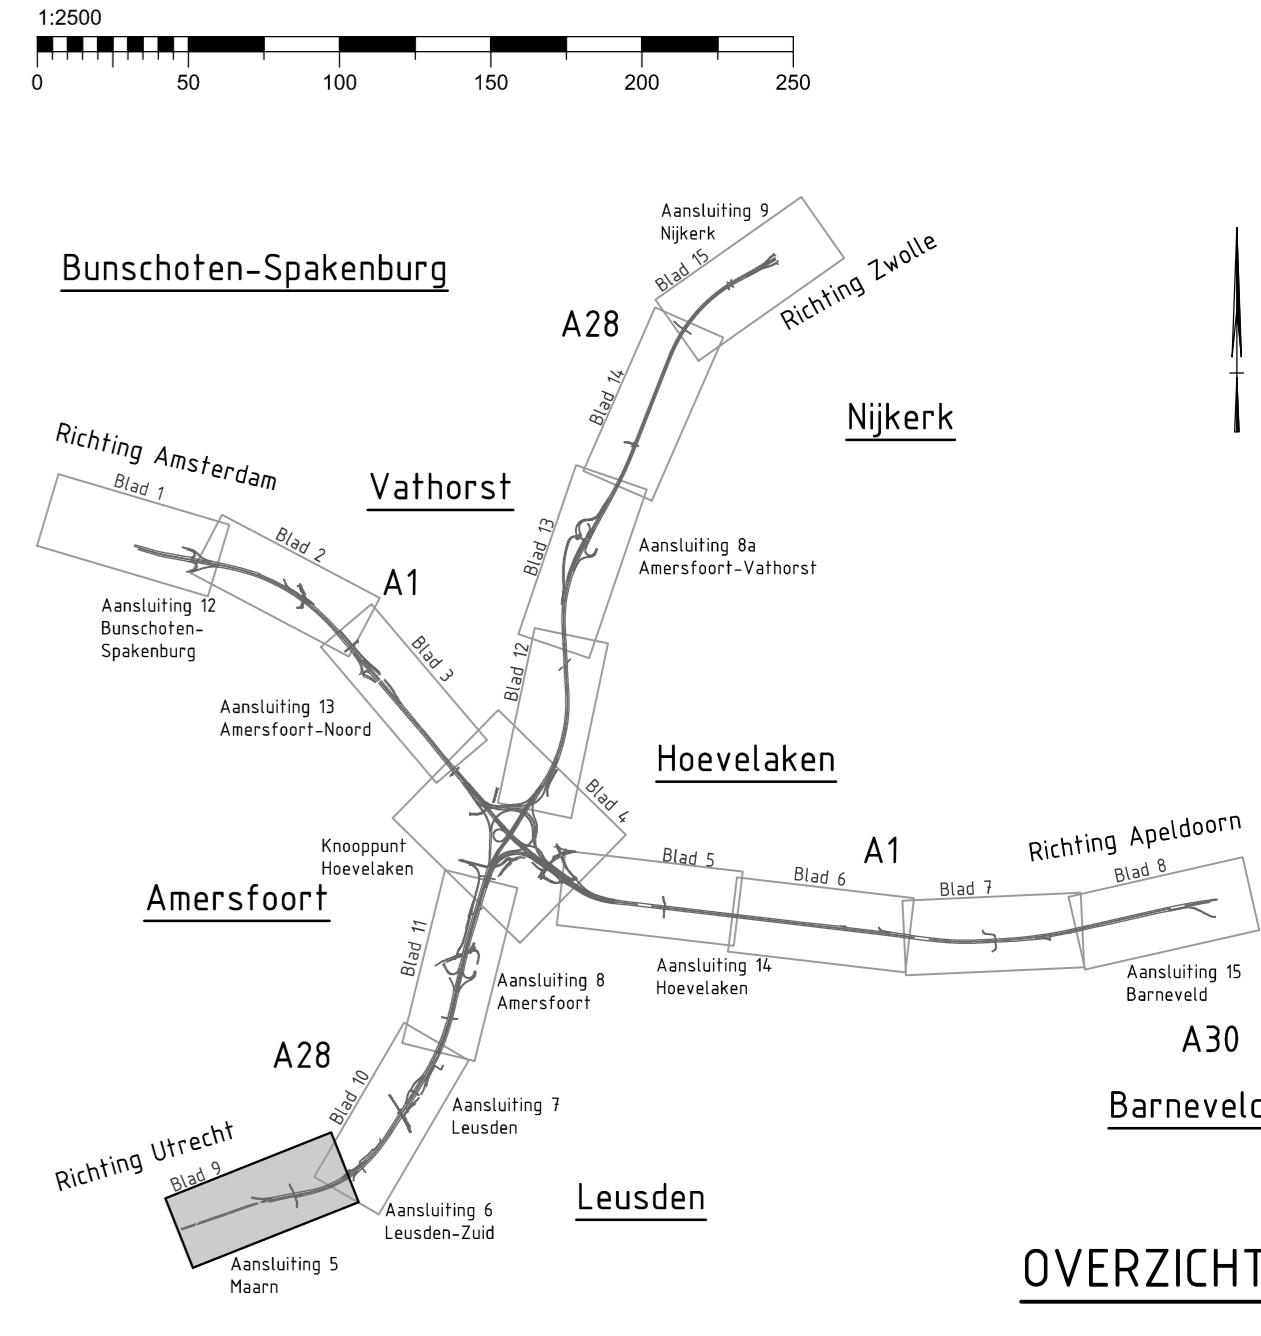 1:2500
0 50 100 150 200 250
Aansluiting 9
Nijkerk
Blad 15
Richting Zwolle
Bunschoten-Spakenburg
A28
Blad 14
Nijkerk
Richting Amsterdam
Blad 1
Vathorst
Blad 2
Blad 13
Aansluiting 8a
Amersfoort-Vathorst
A1
Aansluiting 12
Bunschoten-
Spakenburg
Blad 3
Blad 12
Aansluiting 13
Amersfoort-Noord
Hoevelaken
Blad 4
Knooppunt
Hoevelaken
Blad 5
A1
Blad 6
Richting Apeldoorn
Blad 7
Blad 8
Amersfoort
Blad 11
Aansluiting 8
Amersfoort
Aansluiting 14
Hoevelaken
Aansluiting 15
Barneveld
A30
A28
Blad 10
Aansluiting 7
Leusden
Barneveld
Richting Utrecht
Blad 9
Aansluiting 6
Leusden-Zuid
Leusden
Aansluiting 5
Maarn
OVERZICHT